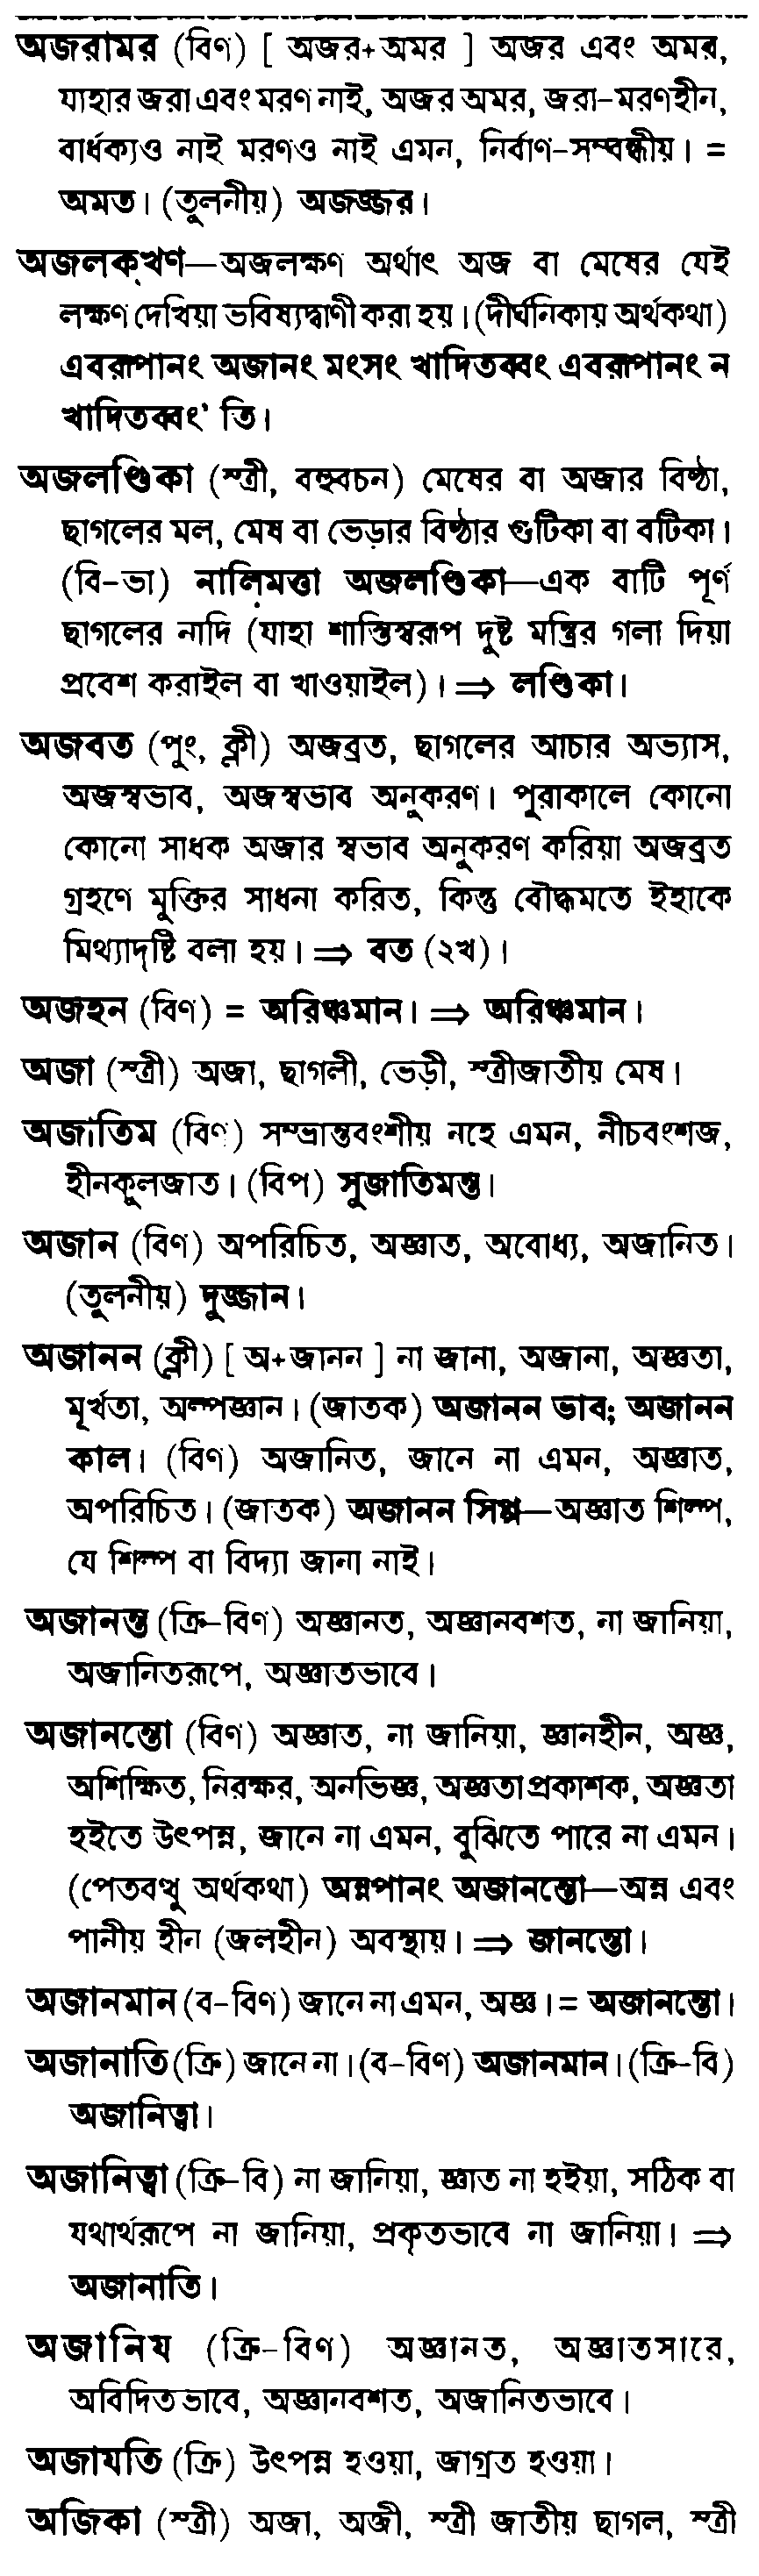 অজরামর (বিণ) [ অজর+অমর ] অজর এবং অমর,
যাহার জরা এবং মরণ নাই, অজর অমর, জরা-মরণহীন,
বার্ধক্যও নাই মরণও নাই এমন, নির্বাণ-সম্বন্ধীয়। =
অমত। (তুলনীয়) অজজ্জর।
অজলক্খণ—অজলক্ষণ অর্থাৎ অজ বা মেষের যেই
লক্ষণ দেখিয়া ভবিষ্যদ্বাণী করা হয়। (দীর্ঘনিকায় অর্থকথা)
এবরূপানং অজানং মংসং খাদিতব্বং এবরূপানং ন
খাদিতব্বং' তি।
অজলণ্ডিকা (স্ত্রী, বহুবচন) মেষের বা অজার বিষ্ঠা,
ছাগলের মল, মেষ বা ভেড়ার বিষ্ঠার গুটিকা বা বটিকা।
(বি-ভা) নালিমত্তা অজলণ্ডিকা—এক বাটি পূর্ণ
ছাগলের নাদি (যাহা শাস্তিস্বরূপ দুষ্ট মন্ত্রির গলা দিয়া
প্রবেশ করাইল বা খাওয়াইল)। ⇒ লণ্ডিকা।
অজবত (পুং, ক্লী) অজব্রত, ছাগলের আচার অভ্যাস,
অজস্বভাব, অজস্বভাব অনুকরণ। পুরাকালে কোনো
কোনো সাধক অজার স্বভাব অনুকরণ করিয়া অজব্রত
গ্রহণে মুক্তির সাধনা করিত, কিন্তু বৌদ্ধমতে ইহাকে
মিথ্যাদৃষ্টি বলা হয়। ⇒ বত (২খ)।
অজহন (বিণ) = অরিঞ্চমান। ⇒ অরিঞ্চমান।
অজা (স্ত্রী) অজা, ছাগলী, ভেড়ী, স্ত্রীজাতীয় মেষ।
অজাতিম (বিণ) সম্ভ্রান্তবংশীয় নহে এমন, নীচবংশজ,
হীনকুলজাত। (বিপ) সুজাতিমন্ত।
অজান (বিণ) অপরিচিত, অজ্ঞাত, অবোধ্য, অজানিত।
(তুলনীয়) দুজ্জান।
অজানন (ক্লী) [ অ+জানন ] না জানা, অজানা, অজ্ঞতা,
মূর্খতা, অল্পজ্ঞান। (জাতক) অজানন ভাব; অজানন
কাল। (বিণ) অজানিত, জানে না এমন, অজ্ঞাত,
অপরিচিত। (জাতক) অজানন সিপ্প—অজ্ঞাত শিল্প,
যে শিল্প বা বিদ্যা জানা নাই।
অজানন্ত (ক্রি-বিণ) অজ্ঞানত, অজ্ঞানবশত, না জানিয়া,
অজানিতরূপে, অজ্ঞাতভাবে।
অজানন্তো (বিণ) অজ্ঞাত, না জানিয়া, জ্ঞানহীন, অজ্ঞ,
অশিক্ষিত, নিরক্ষর, অনভিজ্ঞ, অজ্ঞতা প্রকাশক, অজ্ঞতা
হইতে উৎপন্ন, জানে না এমন, বুঝিতে পারে না এমন।
(পেতবত্থু অর্থকথা) অন্নপানং অজানন্তো—অন্ন এবং
পানীয় হীন (জলহীন) অবস্থায়। ⇒ জানন্তো।
অজানমান (ব-বিণ) জানে না এমন, অজ্ঞ। = অজানন্তো।
অজানাতি (ক্রি) জানে না। (ব-বিণ) অজানমান। (ক্রি-বি)
অজানিত্বা।
অজানিত্বা (ক্রি-বি) না জানিয়া, জ্ঞাত না হইয়া, সঠিক বা
যথার্থরূপে না জানিয়া, প্রকৃতভাবে না জানিয়া। ⇒
অজানাতি।
অজানিয (ক্রি-বিণ) অজ্ঞানত, অজ্ঞাতসারে,
অবিদিতভাবে, অজ্ঞানবশত, অজানিতভাবে।
অজাযতি (ক্রি) উৎপন্ন হওয়া, জাগ্রত হওয়া।
অজিকা (স্ত্রী) অজা, অজী, স্ত্রী জাতীয় ছাগল, স্ত্রী